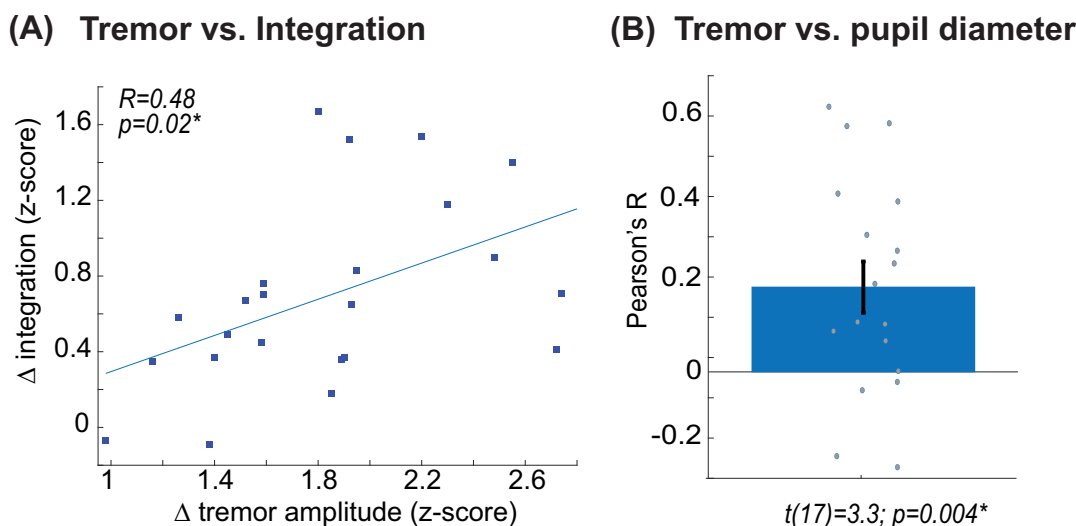 (A) Tremor vs. Integration
R=0.48
p=0.02*
Δ integration (z-score)
1.6
1.2
0.8
0.4
0
1 1.4 1.8 2.2 2.6
Δ tremor amplitude (z-score)
(B) Tremor vs. pupil diameter
Pearson's R
0.6
0.4
0.2
0
-0.2
t(17)=3.3; p=0.004*